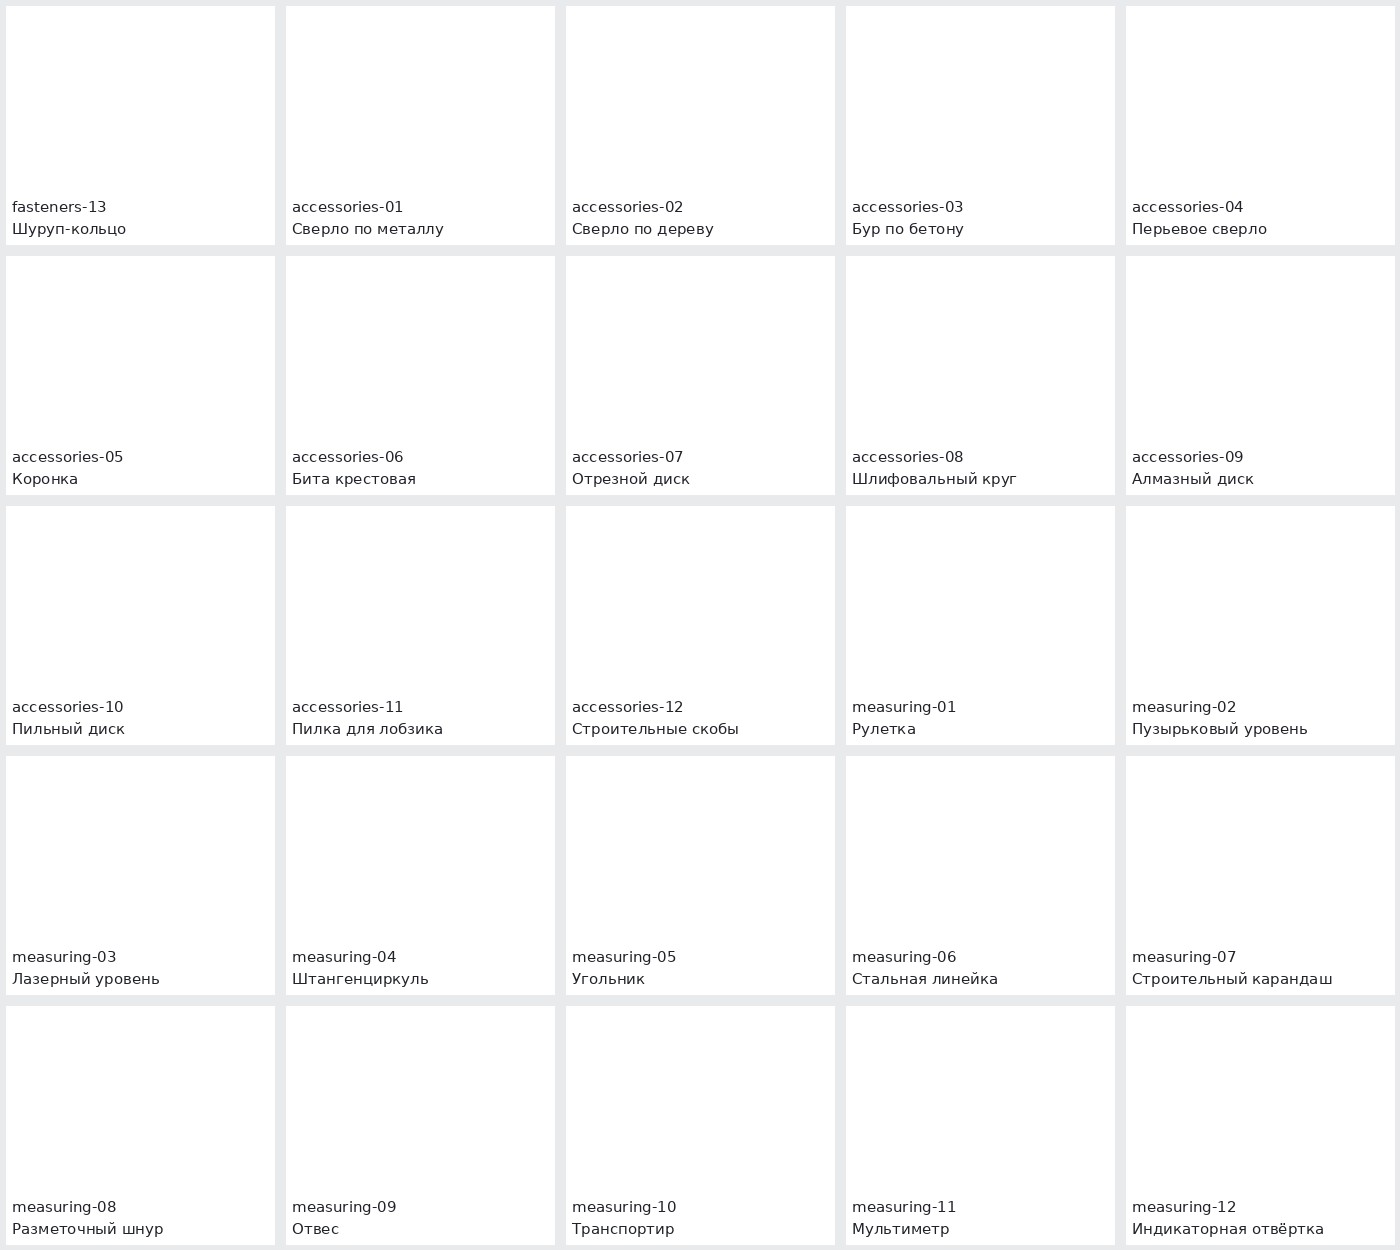 fasteners-13
Шуруп-кольцо
accessories-01
Сверло по металлу
accessories-02
Сверло по дереву
accessories-03
Бур по бетону
accessories-04
Перьевое сверло
accessories-05
Коронка
accessories-06
Бита крестовая
accessories-07
Отрезной диск
accessories-08
Шлифовальный круг
accessories-09
Алмазный диск
accessories-10
Пильный диск
accessories-11
Пилка для лобзика
accessories-12
Строительные скобы
measuring-01
Рулетка
measuring-02
Пузырьковый уровень
measuring-03
Лазерный уровень
measuring-04
Штангенциркуль
measuring-05
Угольник
measuring-06
Стальная линейка
measuring-07
Строительный карандаш
measuring-08
Разметочный шнур
measuring-09
Отвес
measuring-10
Транспортир
measuring-11
Мультиметр
measuring-12
Индикаторная отвёртка